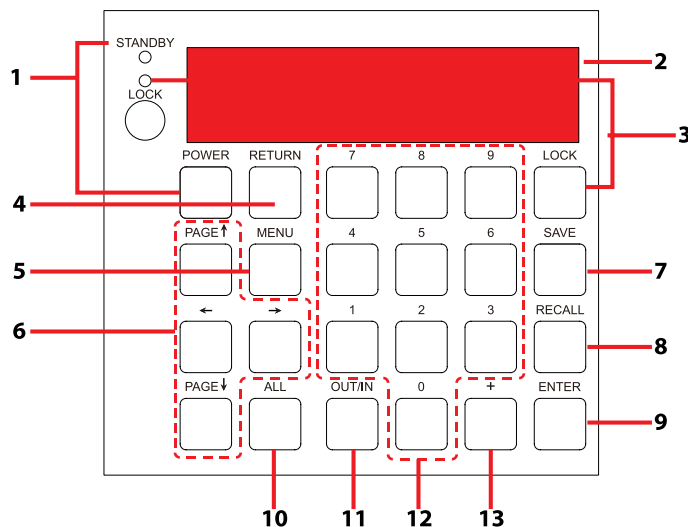 STANDBY
1
2
LOCK
3
POWER RETURN 7 8 9 LOCK
4
PAGE↑ MENU 4 5 6 SAVE
5
7
← → 1 2 3 RECALL
6
8
PAGE↓ ALL OUT/IN 0 + ENTER
9
10 11 12 13